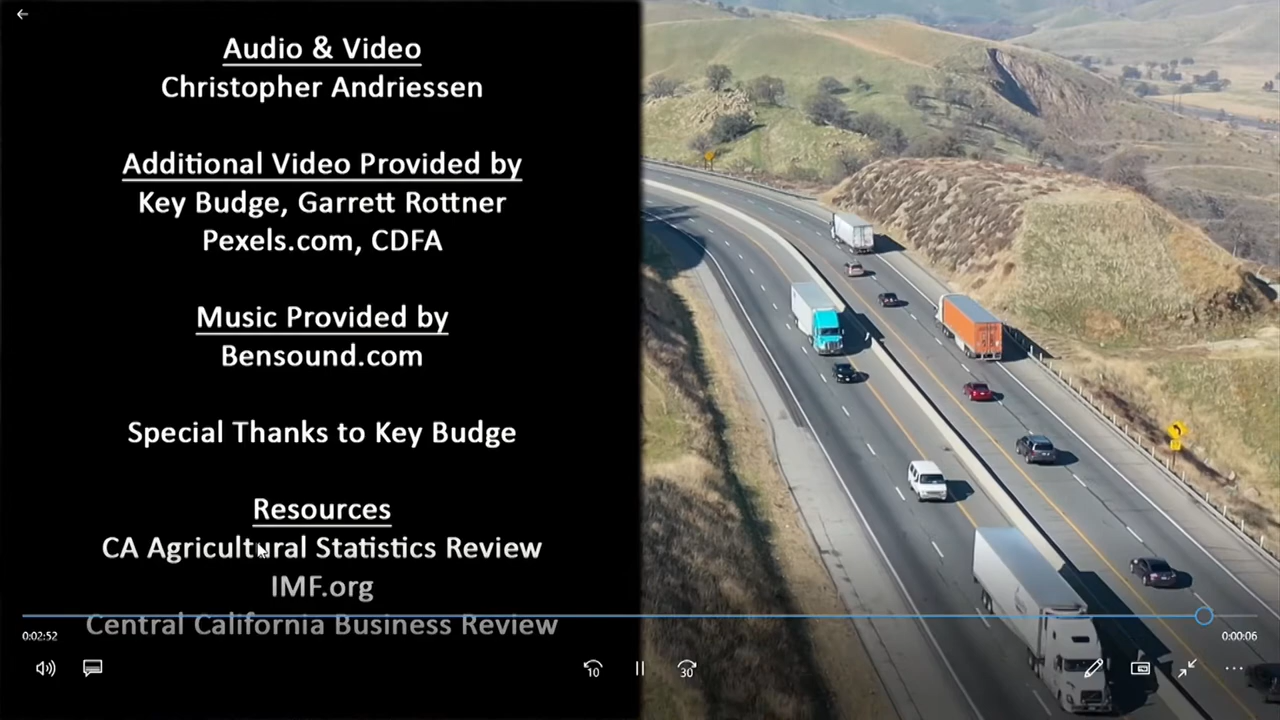 Audio & Video
Christopher Andriessen
Additional Video Provided by
Key Budge, Garrett Rottner
Pexels.com, CDFA
Music Provided by
Bensound.com
Special Thanks to Key Budge
Resources
CA Agricultural Statistics Review
IMF.org
Central California Business Review
0:02:52
0:00:06
10
30